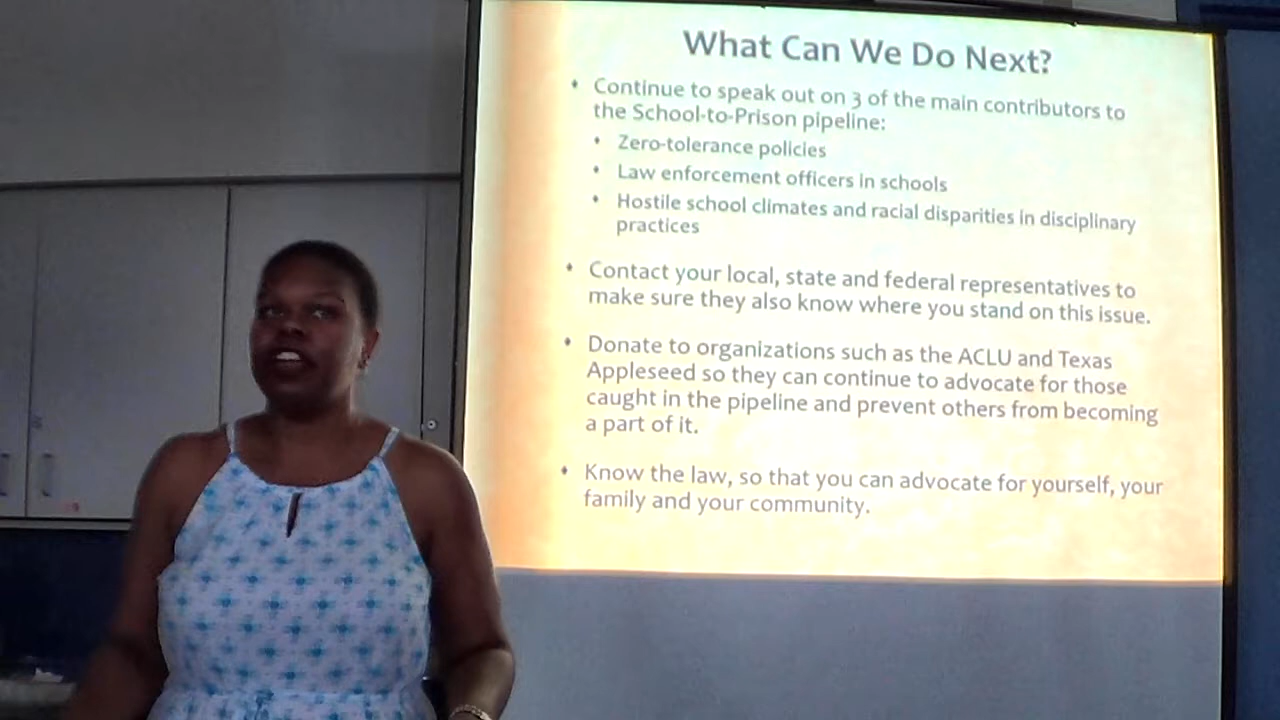 What Can We Do Next?
Continue to speak out on 3 of the main contributors to
the School-to-Prison pipeline:
Zero-tolerance policies
Law enforcement officers in schools
Hostile school climates and racial disparities in disciplinary
practices
Contact your local, state and federal representatives to
make sure they also know where you stand on this issue.
Donate to organizations such as the ACLU and Texas
Appleseed so they can continue to advocate for those
caught in the pipeline and prevent others from becoming
a part of it.
Know the law, so that you can advocate for yourself, your
family and your community.